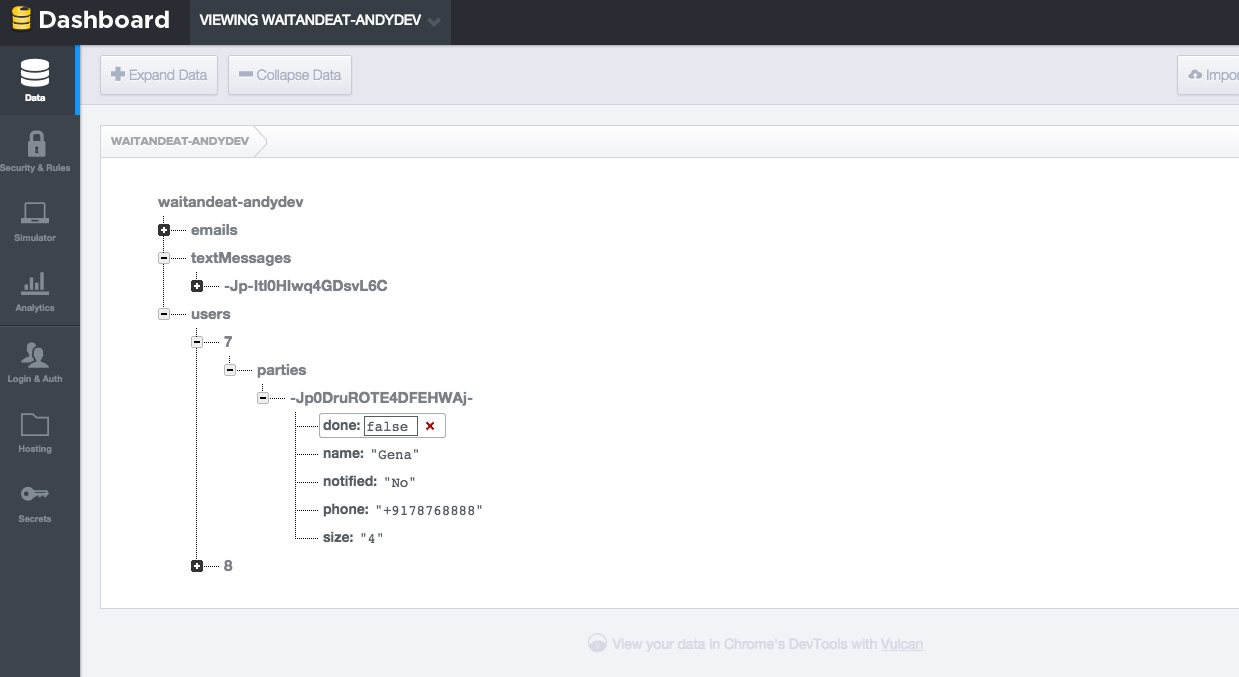 Dashboard
VIEWING WAITANDEAT-ANDYDEV
Data
Expand Data
Collapse Data
WAITANDEAT-ANDYDEV
Security & Rules
Simulator
Analytics
Login & Auth
Hosting
Secrets
waitandeat-andydev
emails
textMessages
-Jp-ItI0HIwq4GDsvL6C
users
7
parties
-Jp0DruROTE4DFEHWAj-
done: false
name: "Gena"
notified: "No"
phone: "+9178768888"
size: "4"
8
View your data in Chrome's DevTools with Vulcan